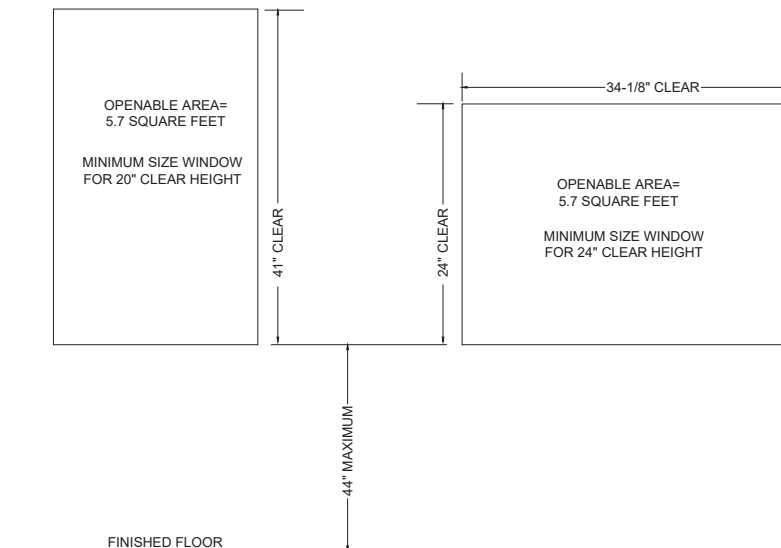 OPENABLE AREA=
5.7 SQUARE FEET
MINIMUM SIZE WINDOW
FOR 20" CLEAR HEIGHT
41" CLEAR
34-1/8" CLEAR
24" CLEAR
OPENABLE AREA=
5.7 SQUARE FEET
MINIMUM SIZE WINDOW
FOR 24" CLEAR HEIGHT
44" MAXIMUM
FINISHED FLOOR